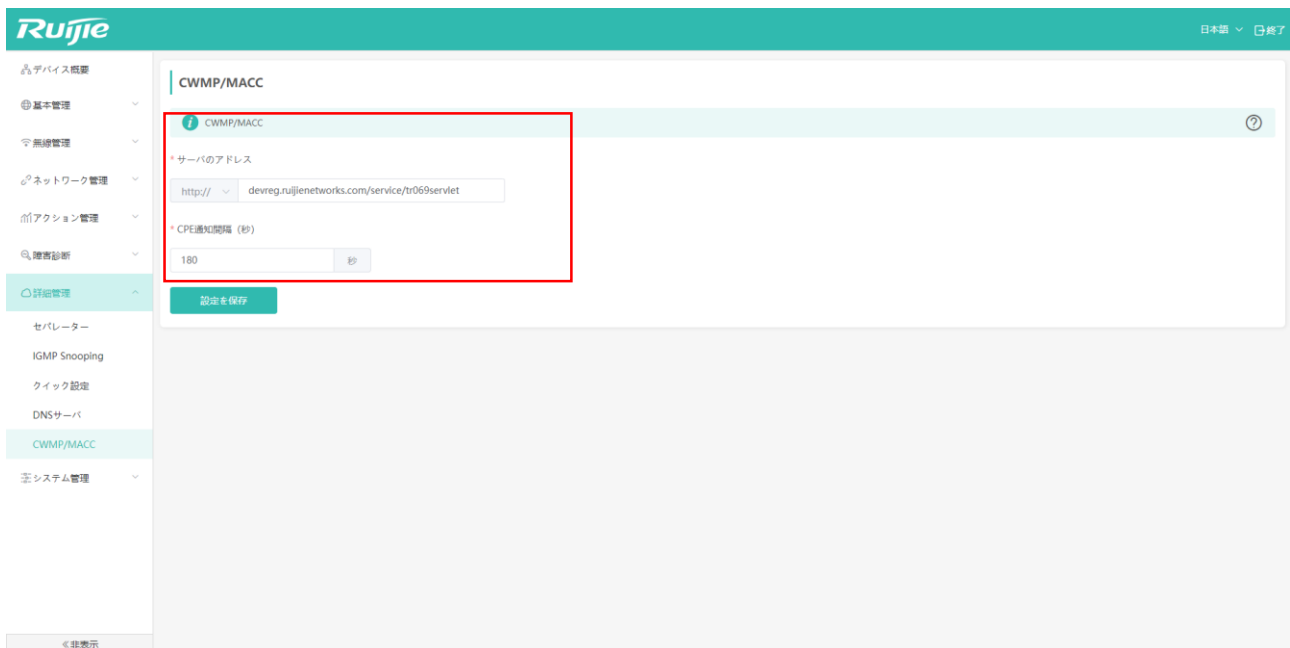 Ruijie
日本語 終了
デバイス概要
基本管理
無線管理
ネットワーク管理
アクション管理
障害診断
詳細管理
セパレーター
IGMP Snooping
クイック設定
DNSサーバ
CWMP/MACC
システム管理
≪非表示
CWMP/MACC
CWMP/MACC
* サーバのアドレス
http:// devreg.ruijienetworks.com/service/tr069servlet
* CPE通知間隔（秒）
180 秒
設定を保存